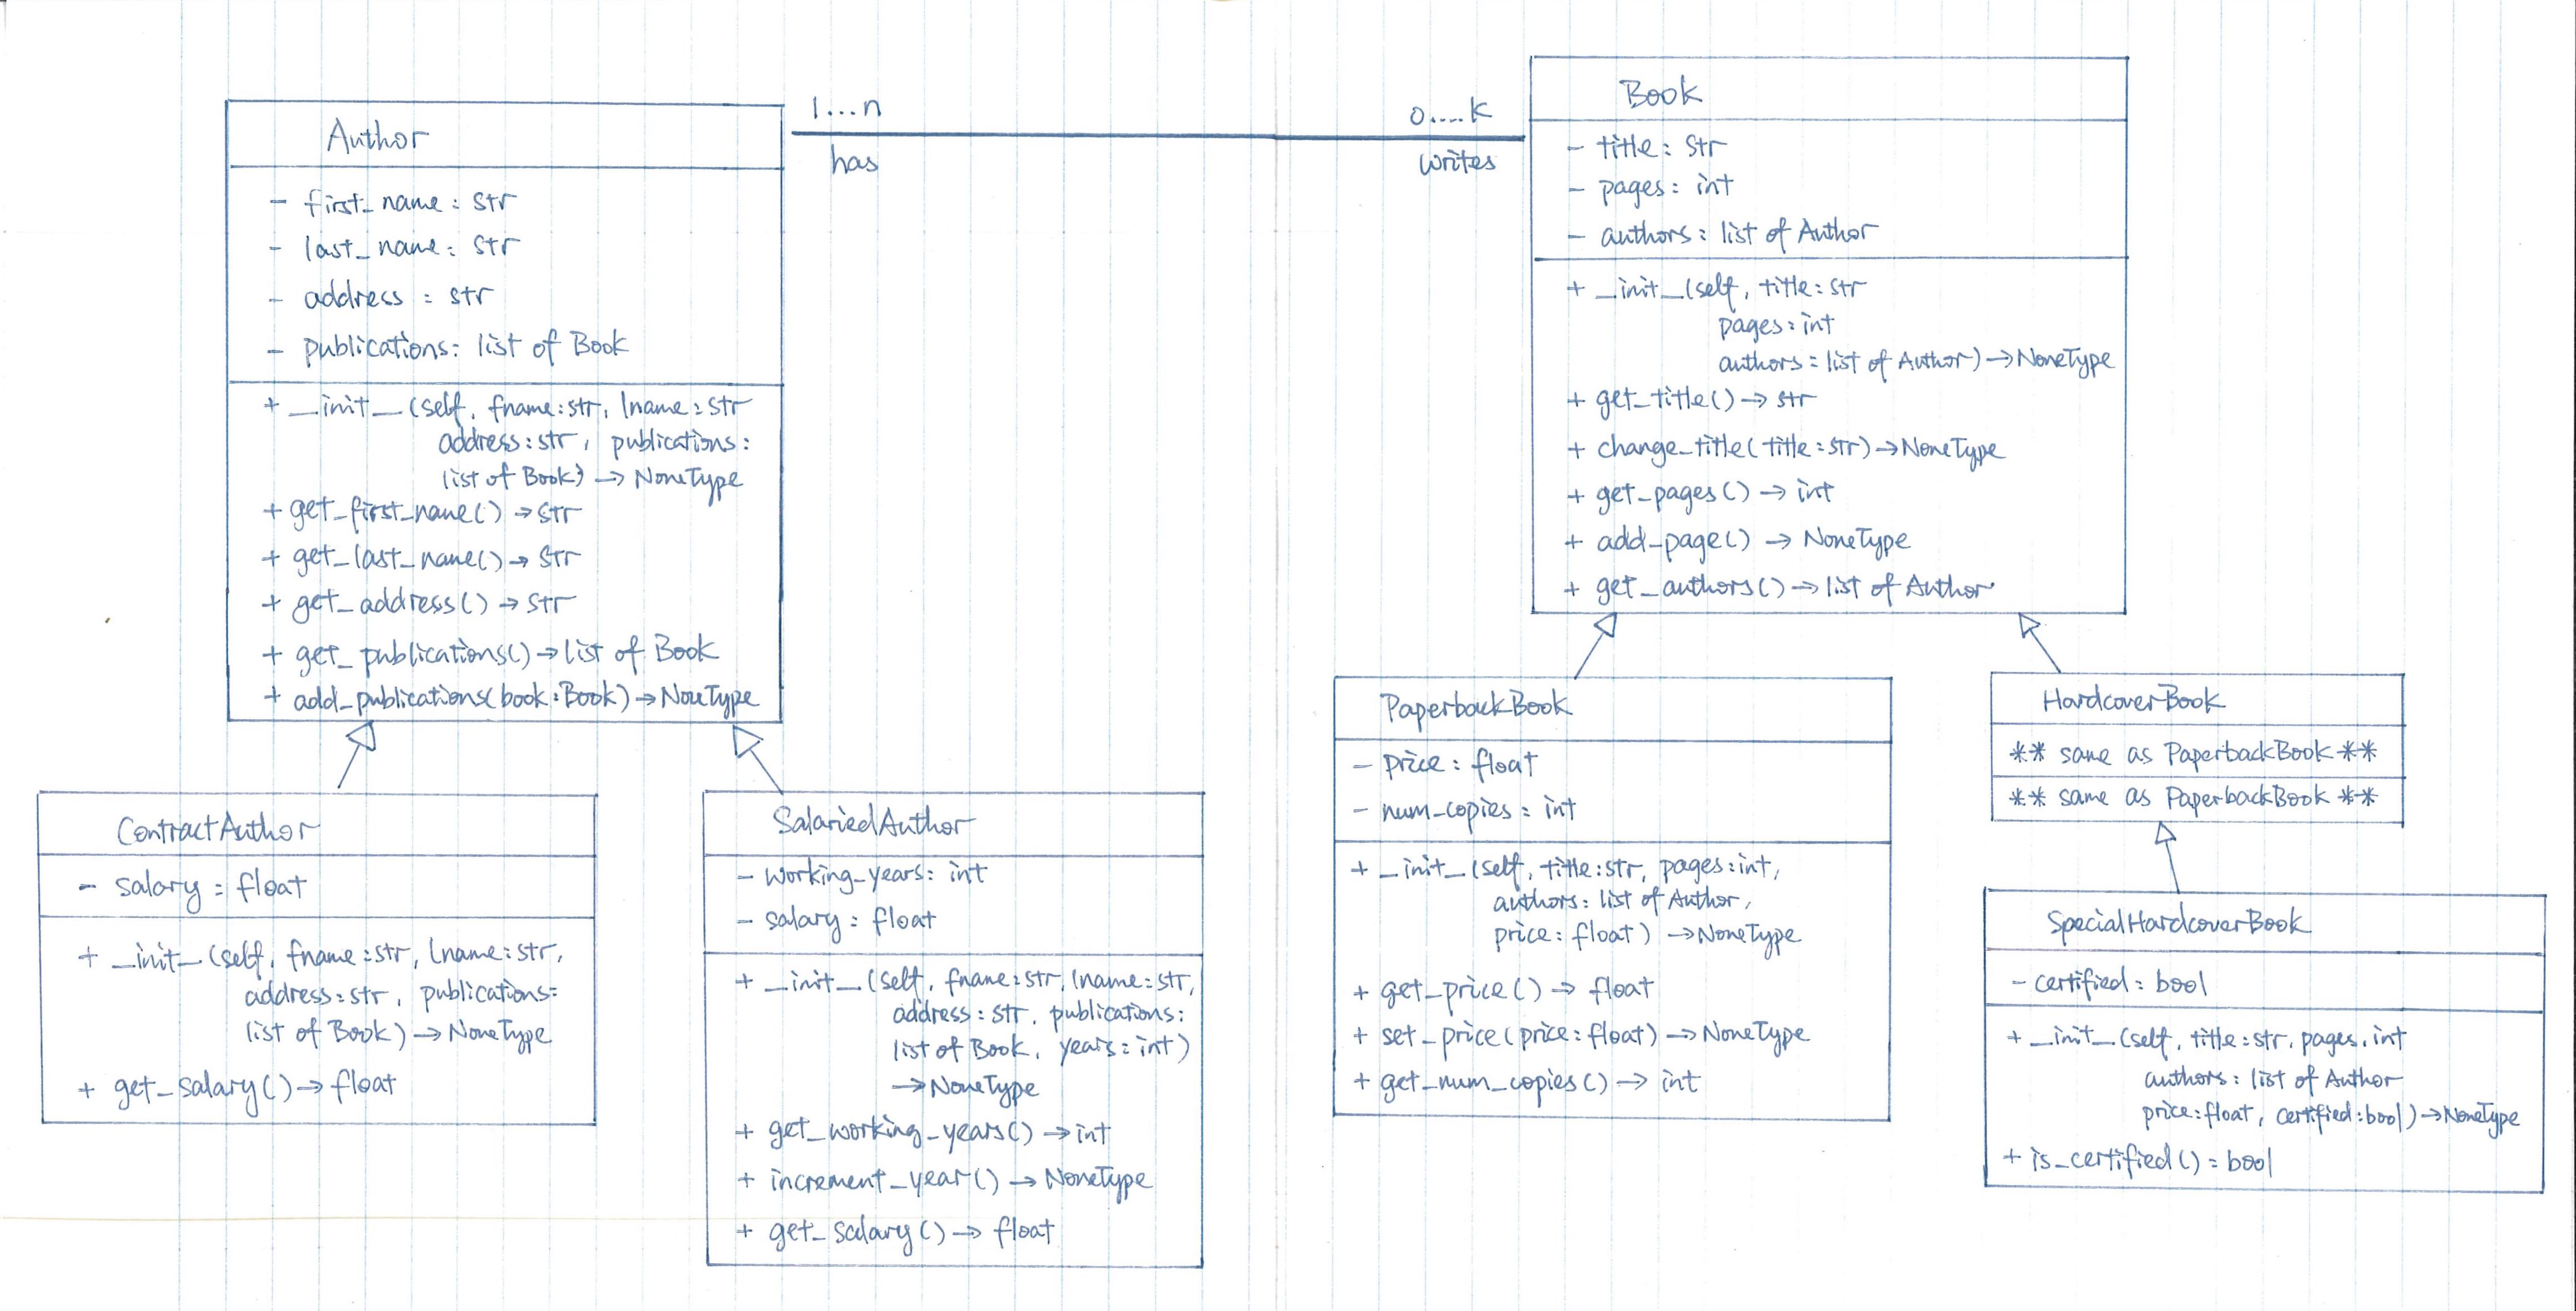 Author
- first_name : str
- last_name : str
- address : str
- publications : list of Book
+ __init__(self, fname:str, lname:str
address:str, publications:
list of Book) → NoneType
+ get_first_name() → str
+ get_last_name() → str
+ get_address() → str
+ get_publications() → list of Book
+ add_publications(book:Book) → NoneType
1...n
has
0....k
writes
Book
- title: str
- pages: int
- authors: list of Author
+ __init__(self, title:str
pages:int
authors:list of Author) → NoneType
+ get_title() → str
+ change_title(title:str) → NoneType
+ get_pages() → int
+ add_page() → NoneType
+ get_authors() → list of Author
ContractAuthor
- salary : float
+ __init__(self, fname:str, lname:str,
address:str, publications:
list of Book) → NoneType
+ get_salary() → float
SalariedAuthor
- working_years: int
- salary: float
+ __init__(self, fname:str, lname:str,
address:str, publications:
list of Book, years:int)
→ NoneType
+ get_working_years() → int
+ increment_year() → NoneType
+ get_salary() → float
PaperbackBook
- price: float
- num_copies: int
+ __init__(self, title:str, pages:int,
authors: list of Author,
price: float) → NoneType
+ get_price() → float
+ set_price(price:float) → NoneType
+ get_num_copies() → int
HardcoverBook
** same as PaperbackBook **
** same as PaperbackBook **
SpecialHardcoverBook
- certified: bool
+ __init__(self, title:str, pages.int
authors: list of Author
price:float, certified:bool) → NoneType
+ is_certified() = bool